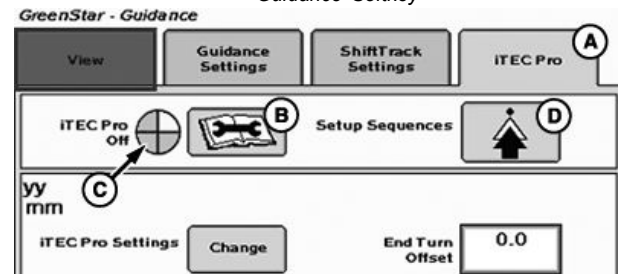 Guidance Softkey
GreenStar - Guidance
View
Guidance Settings
ShiftTrack Settings
iTEC Pro
A
iTEC Pro Off
B
Setup Sequences
D
C
yy
mm
iTEC Pro Settings
Change
End Turn Offset
0.0